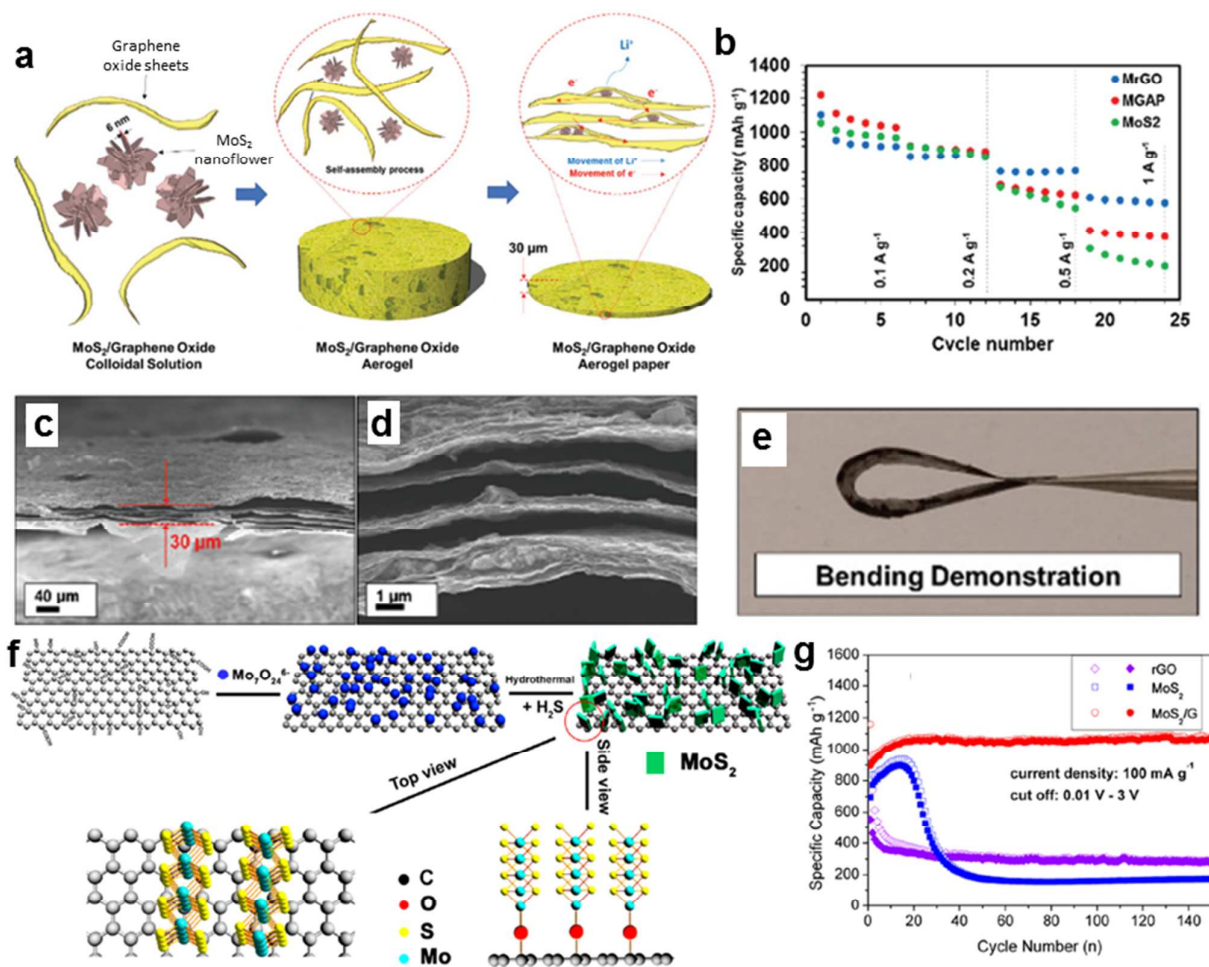 a
Graphene
oxide sheets
6 nm
MoS₂
nanoflower
MoS₂/Graphene Oxide
Colloidal Solution
Self-assembly process
30 µm
MoS₂/Graphene Oxide
Aerogel
Li⁺
e⁻
e⁻
Movement of Li⁺
Movement of e⁻
MoS₂/Graphene Oxide
Aerogel paper
b
Specific capacity ( mAh g⁻¹)
1400
1200
1000
800
600
400
200
0
MrGO
MGAP
MoS2
0.1 A g⁻¹
0.2 A g⁻¹
0.5 A g⁻¹
1 A g⁻¹
0 5 10 15 20 25
Cycle number
c
30 µm
40 µm
d
1 µm
e
Bending Demonstration
f
Mo₇O₂₄⁶⁻
Hydrothermal
+ H₂S
MoS₂
Top view
Side view
C
O
S
Mo
g
Specific Capacity (mAh g⁻¹)
1600
1400
1200
1000
800
600
400
200
0
rGO
MoS₂
MoS₂/G
current density: 100 mA g⁻¹
cut off: 0.01 V - 3 V
0 20 40 60 80 100 120 140
Cycle Number (n)